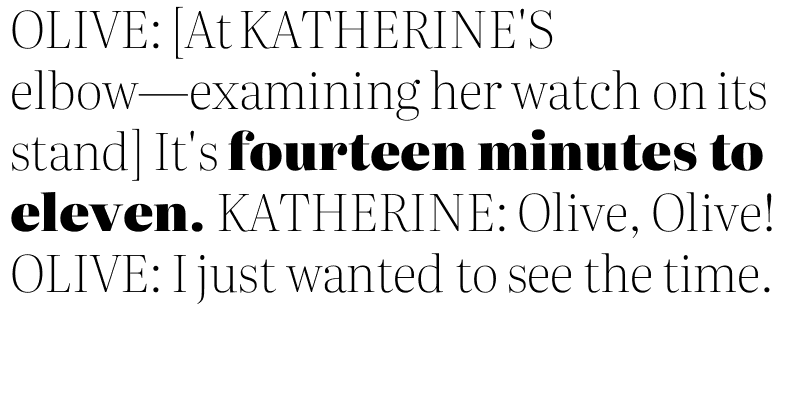 OLIVE: [At KATHERINE'S
elbow—examining her watch on its
stand] It's fourteen minutes to
eleven. KATHERINE: Olive, Olive!
OLIVE: I just wanted to see the time.